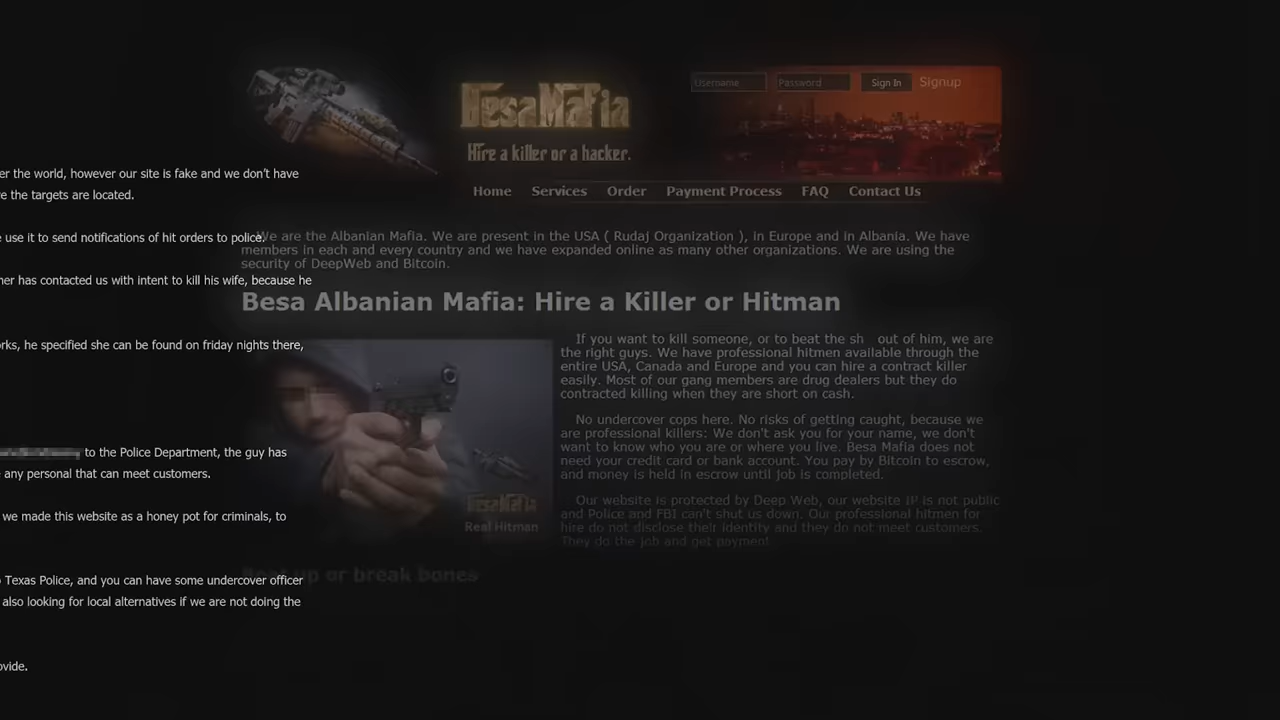 Username Password Sign In Signup
BesaMafia
Hire a killer or a hacker.
Home Services Order Payment Process FAQ Contact Us
We are the Albanian Mafia. We are present in the USA ( Rudaj Organization ), in Europe and in Albania. We have
members in each and every country and we have expanded online as many other organizations. We are using the
security of DeepWeb and Bitcoin.
Besa Albanian Mafia: Hire a Killer or Hitman
If you want to kill someone, or to beat the sh out of him, we are
the right guys. We have professional hitmen available through the
entire USA, Canada and Europe and you can hire a contract killer
easily. Most of our gang members are drug dealers but they do
contracted killing when they are short on cash.
No undercover cops here. No risks of getting caught, because we
are professional killers: We don't ask you for your name, we don't
want to know who you are or where you live. Besa Mafia does not
need your credit card or bank account. You pay by Bitcoin to escrow,
and money is held in escrow until job is completed.
Our website is protected by Deep Web, our website IP is not public
and Police and FBI can't shut us down. Our professional hitmen for
hire do not disclose their identity and they do not meet customers.
They do the job and get payment
BesaMafia
Real Hitman
Beat up or break bones
er the world, however our site is fake and we don't have
e the targets are located.
e use it to send notifications of hit orders to police.
ner has contacted us with intent to kill his wife, because he
orks, he specified she can be found on friday nights there,
to the Police Department, the guy has
e any personal that can meet customers.
we made this website as a honey pot for criminals, to
o Texas Police, and you can have some undercover officer
also looking for local alternatives if we are not doing the
ovide.